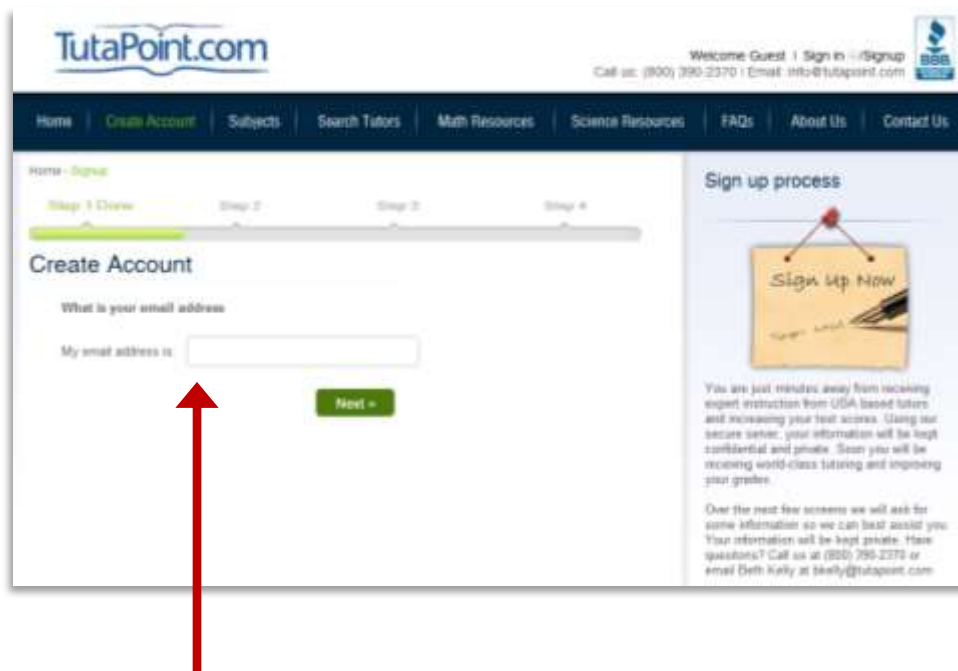 TutaPoint.com
Welcome Guest | Sign in - /Signup
Call us: (800) 390-2370 | Email: info@tutapoint.com
BBB
Home | Create Account | Subjects | Search Tutors | Math Resources | Science Resources | FAQs | About Us | Contact Us
Home - Signup
Step 1 Done Step 2 Step 3 Step 4
Create Account
What is your email address
My email address is
Next »
Sign up process
Sign Up Now
You are just minutes away from receiving
expert instruction from USA based tutors
and increasing your test scores. Using our
secure server, your information will be kept
confidential and private. Soon you will be
receiving world-class tutoring and improving
your grades.
Over the next few screens we will ask for
some information so we can best assist you.
Your information will be kept private. Have
questions? Call us at (800) 390-2370 or
email Beth Kelly at bkelly@tutapoint.com